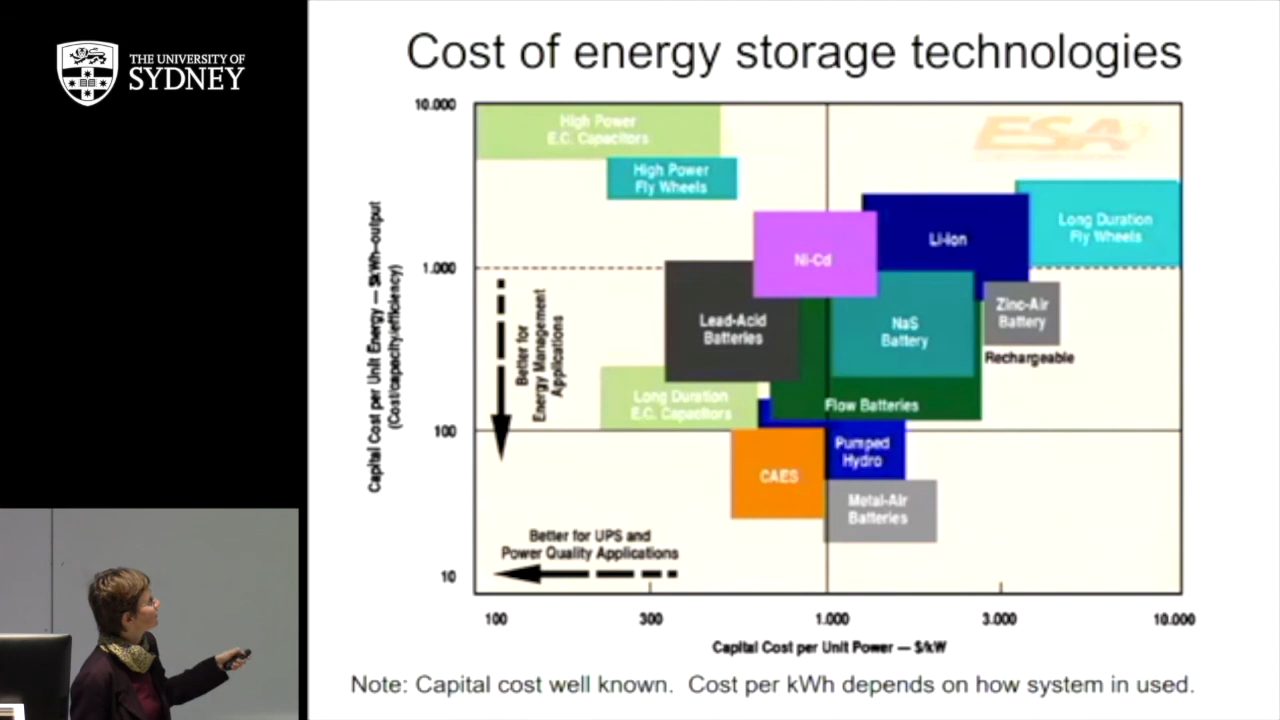 THE UNIVERSITY OF
SYDNEY
Cost of energy storage technologies
10.000
1.000
100
10
Capital Cost per Unit Energy — $/kWh-output
(Cost/capacity/efficiency)
High Power
E.C. Capacitors
ESA
High Power
Fly Wheels
Long Duration
Fly Wheels
Li-Ion
Ni-Cd
Better for
Energy Management
Applications
Lead-Acid
Batteries
NaS
Battery
Zinc-Air
Battery
Rechargeable
Long Duration
E.C. Capacitors
Flow Batteries
Pumped
Hydro
CAES
Metal-Air
Batteries
Better for UPS and
Power Quality Applications
100
300
1.000
3.000
10.000
Capital Cost per Unit Power — $/kW
Note: Capital cost well known. Cost per kWh depends on how system in used.